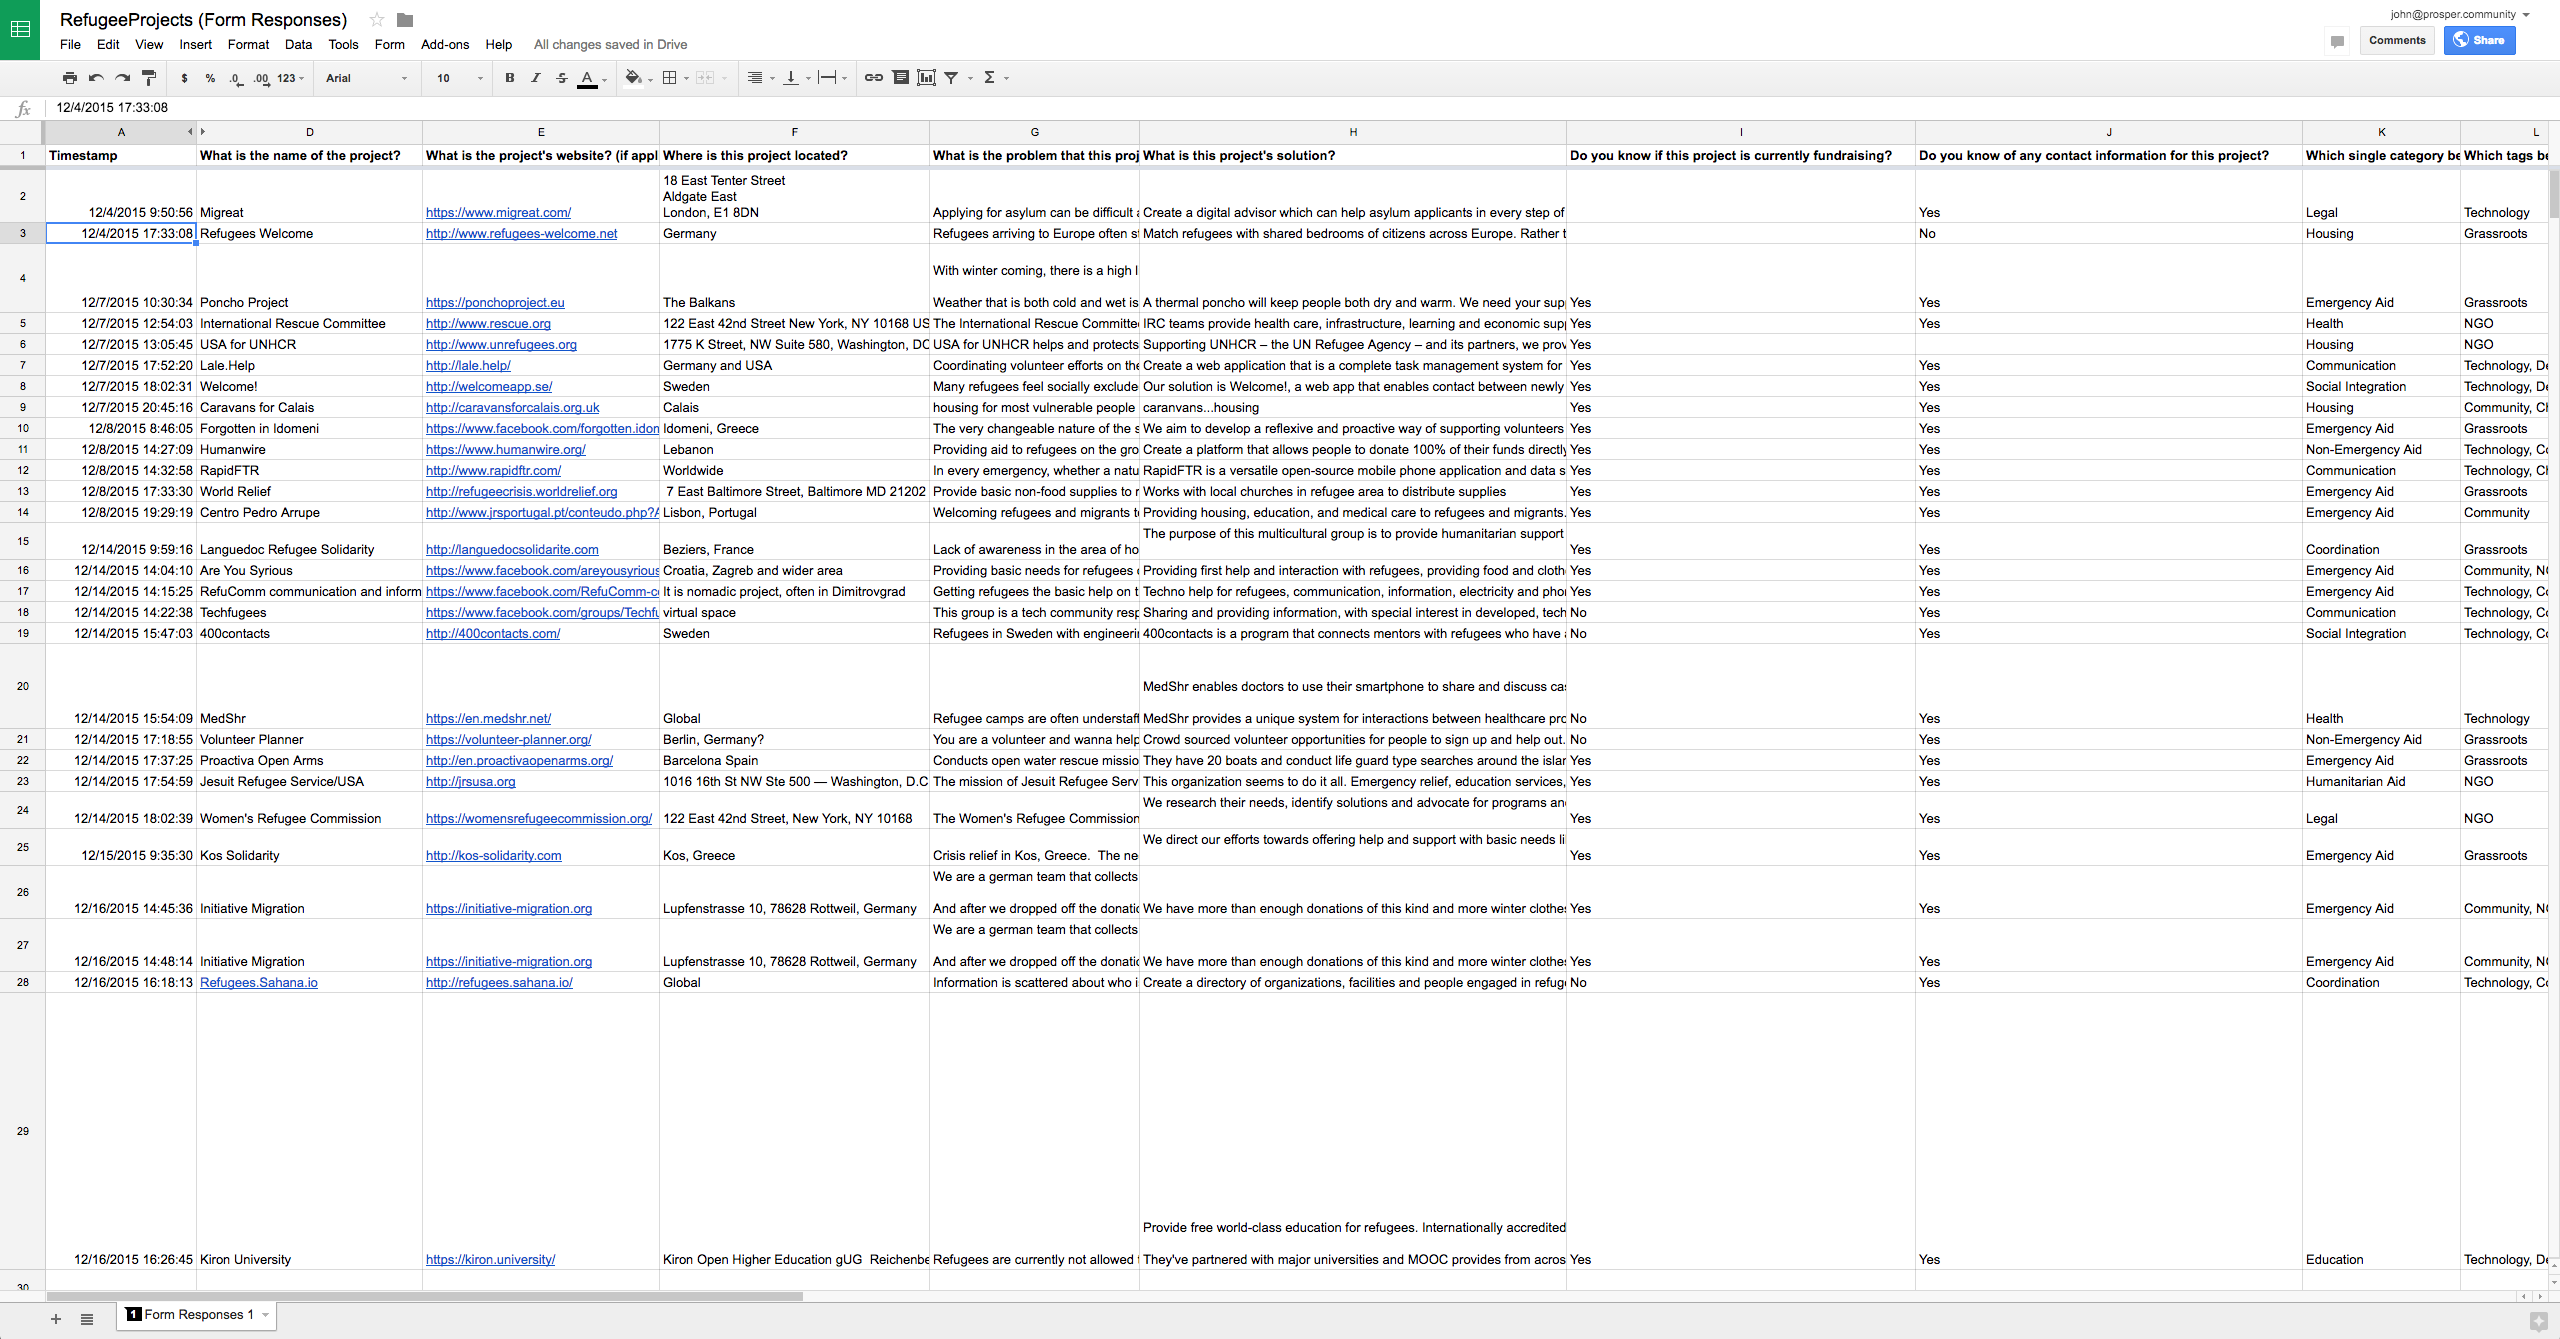 RefugeeProjects (Form Responses)
john@prosper.community
File Edit View Insert Format Data Tools Form Add-ons Help All changes saved in Drive
Comments Share
$ % .0 .00 123 Arial 10 B I S A Σ
fx 12/4/2015 17:33:08
A D E F G H I J K L
1 Timestamp What is the name of the project? What is the project's website? (if appl Where is this project located? What is the problem that this proj What is this project's solution? Do you know if this project is currently fundraising? Do you know of any contact information for this project? Which single category be Which tags be
18 East Tenter Street
Aldgate East
2 12/4/2015 9:50:56 Migreat https://www.migreat.com/ London, E1 8DN Applying for asylum can be difficult Create a digital advisor which can help asylum applicants in every step of Yes Legal Technology
3 12/4/2015 17:33:08 Refugees Welcome http://www.refugees-welcome.net Germany Refugees arriving to Europe often st Match refugees with shared bedrooms of citizens across Europe. Rather t No Housing Grassroots
With winter coming, there is a high l
4 12/7/2015 10:30:34 Poncho Project https://ponchoproject.eu The Balkans Weather that is both cold and wet is A thermal poncho will keep people both dry and warm. We need your sup Yes Yes Emergency Aid Grassroots
5 12/7/2015 12:54:03 International Rescue Committee http://www.rescue.org 122 East 42nd Street New York, NY 10168 US The International Rescue Committe IRC teams provide health care, infrastructure, learning and economic sup Yes Yes Health NGO
6 12/7/2015 13:05:45 USA for UNHCR http://www.unrefugees.org 1775 K Street, NW Suite 580, Washington, DC USA for UNHCR helps and protects Supporting UNHCR – the UN Refugee Agency – and its partners, we prov Yes Housing NGO
7 12/7/2015 17:52:20 Lale.Help http://lale.help/ Germany and USA Coordinating volunteer efforts on the Create a web application that is a complete task management system for Yes Yes Communication Technology, De
8 12/7/2015 18:02:31 Welcome! http://welcomeapp.se/ Sweden Many refugees feel socially exclude Our solution is Welcome!, a web app that enables contact between newly Yes Yes Social Integration Technology, De
9 12/7/2015 20:45:16 Caravans for Calais http://caravansforcalais.org.uk Calais housing for most vulnerable people caranvans...housing Yes Yes Housing Community, Cl
10 12/8/2015 8:46:05 Forgotten in Idomeni https://www.facebook.com/forgotten.idon Idomeni, Greece The very changeable nature of the s We aim to develop a reflexive and proactive way of supporting volunteers Yes Yes Emergency Aid Grassroots
11 12/8/2015 14:27:09 Humanwire https://www.humanwire.org/ Lebanon Providing aid to refugees on the gro Create a platform that allows people to donate 100% of their funds directly Yes Yes Non-Emergency Aid Technology, Co
12 12/8/2015 14:32:58 RapidFTR http://www.rapidftr.com/ Worldwide In every emergency, whether a natu RapidFTR is a versatile open-source mobile phone application and data s Yes Yes Communication Technology, Cl
13 12/8/2015 17:33:30 World Relief http://refugeecrisis.worldrelief.org 7 East Baltimore Street, Baltimore MD 21202 Provide basic non-food supplies to r Works with local churches in refugee area to distribute supplies Yes Yes Emergency Aid Grassroots
14 12/8/2015 19:29:19 Centro Pedro Arrupe http://www.jrsportugal.pt/conteudo.php?A Lisbon, Portugal Welcoming refugees and migrants to Providing housing, education, and medical care to refugees and migrants. Yes Yes Emergency Aid Community
The purpose of this multicultural group is to provide humanitarian support
15 12/14/2015 9:59:16 Languedoc Refugee Solidarity http://languedocsolidarite.com Beziers, France Lack of awareness in the area of ho Yes Yes Coordination Grassroots
16 12/14/2015 14:04:10 Are You Syrious https://www.facebook.com/areyousyrious Croatia, Zagreb and wider area Providing basic needs for refugees Providing first help and interaction with refugees, providing food and cloth Yes Yes Emergency Aid Community, N
17 12/14/2015 14:15:25 RefuComm communication and inform https://www.facebook.com/RefuComm-c It is nomadic project, often in Dimitrovgrad Getting refugees the basic help on t Techno help for refugees, communication, information, electricity and pho Yes Yes Emergency Aid Technology, Co
18 12/14/2015 14:22:38 Techfugees https://www.facebook.com/groups/Techfu virtual space This group is a tech community resp Sharing and providing information, with special interest in developed, tech No Yes Communication Technology, Co
19 12/14/2015 15:47:03 400contacts http://400contacts.com/ Sweden Refugees in Sweden with engineeri 400contacts is a program that connects mentors with refugees who have No Yes Social Integration Technology, Co
MedShr enables doctors to use their smartphone to share and discuss ca
20 12/14/2015 15:54:09 MedShr https://en.medshr.net/ Global Refugee camps are often understaf MedShr provides a unique system for interactions between healthcare pro No Yes Health Technology
21 12/14/2015 17:18:55 Volunteer Planner https://volunteer-planner.org/ Berlin, Germany? You are a volunteer and wanna help Crowd sourced volunteer opportunities for people to sign up and help out. No Yes Non-Emergency Aid Grassroots
22 12/14/2015 17:37:25 Proactiva Open Arms http://en.proactivaopenarms.org/ Barcelona Spain Conducts open water rescue missio They have 20 boats and conduct life guard type searches around the islar Yes Yes Emergency Aid Grassroots
23 12/14/2015 17:54:59 Jesuit Refugee Service/USA http://jrsusa.org 1016 16th St NW Ste 500 — Washington, D.C The mission of Jesuit Refugee Serv This organization seems to do it all. Emergency relief, education services, Yes Yes Humanitarian Aid NGO
We research their needs, identify solutions and advocate for programs an
24 12/14/2015 18:02:39 Women's Refugee Commission https://womensrefugeecommission.org/ 122 East 42nd Street, New York, NY 10168 The Women's Refugee Commission Yes Yes Legal NGO
We direct our efforts towards offering help and support with basic needs li
25 12/15/2015 9:35:30 Kos Solidarity http://kos-solidarity.com Kos, Greece Crisis relief in Kos, Greece. The ne Yes Yes Emergency Aid Grassroots
We are a german team that collects
26 12/16/2015 14:45:36 Initiative Migration https://initiative-migration.org Lupfenstrasse 10, 78628 Rottweil, Germany And after we dropped off the donatic We have more than enough donations of this kind and more winter clothe Yes Yes Emergency Aid Community, N
We are a german team that collects
27 12/16/2015 14:48:14 Initiative Migration https://initiative-migration.org Lupfenstrasse 10, 78628 Rottweil, Germany And after we dropped off the donatic We have more than enough donations of this kind and more winter clothe Yes Yes Emergency Aid Community, N
28 12/16/2015 16:18:13 Refugees.Sahana.io http://refugees.sahana.io/ Global Information is scattered about who i Create a directory of organizations, facilities and people engaged in refug No Yes Coordination Technology, Co
Provide free world-class education for refugees. Internationally accredited
29 12/16/2015 16:26:45 Kiron University https://kiron.university/ Kiron Open Higher Education gUG Reichenbe Refugees are currently not allowed They've partnered with major universities and MOOC provides from acros Yes Yes Education Technology, De
30
1 Form Responses 1